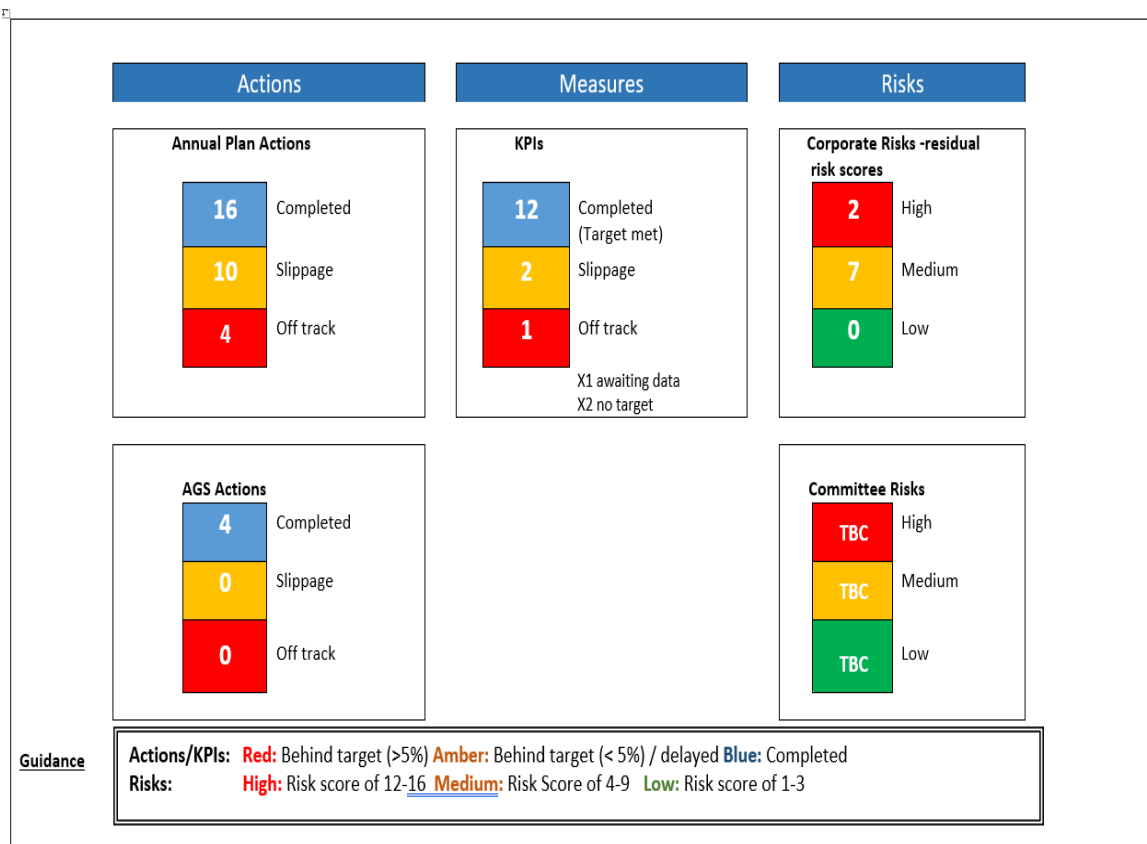 Actions
Measures
Risks
Annual Plan Actions
16 Completed
10 Slippage
4 Off track
KPIs
12 Completed
(Target met)
2 Slippage
1 Off track
X1 awaiting data
X2 no target
Corporate Risks -residual
risk scores
2 High
7 Medium
0 Low
AGS Actions
4 Completed
0 Slippage
0 Off track
Committee Risks
TBC High
TBC Medium
TBC Low
Guidance
Actions/KPIs: Red: Behind target (>5%) Amber: Behind target (< 5%) / delayed Blue: Completed
Risks: High: Risk score of 12-16 Medium: Risk Score of 4-9 Low: Risk score of 1-3